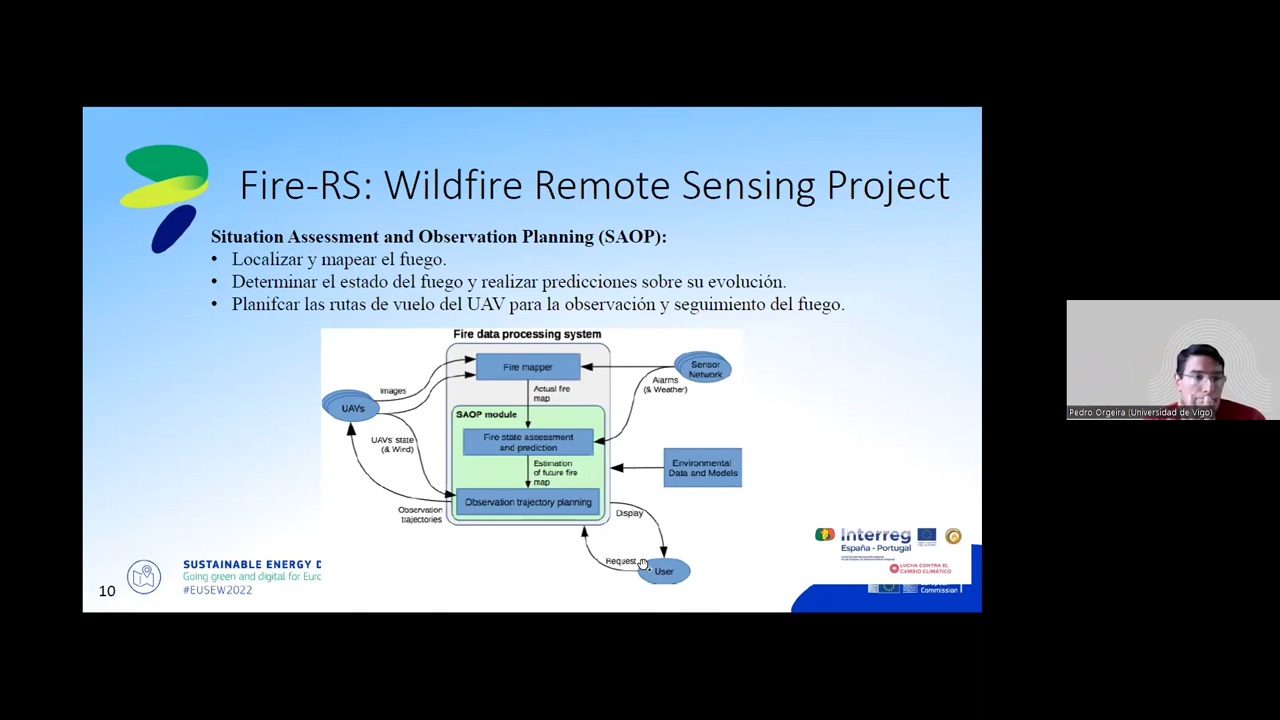 Fire-RS: Wildfire Remote Sensing Project
Situation Assessment and Observation Planning (SAOP):
• Localizar y mapear el fuego.
• Determinar el estado del fuego y realizar predicciones sobre su evolución.
• Planifcar las rutas de vuelo del UAV para la observación y seguimiento del fuego.
Fire data processing system
Fire mapper
Sensor
Network
Images
Alarms
(& Weather)
Actual fire
map
UAVs
SAOP module
UAVs state
(& Wind)
Fire state assessment
and prediction
Estimation
of future fire
map
Environmental
Data and Models
Observation trajectory planning
Observation
trajectories
Display
Request
User
Interreg
España - Portugal
LUCHA CONTRA EL
CAMBIO CLIMÁTICO
SUSTAINABLE ENERGY D
Going green and digital for Euro
#EUSEW2022
10
Commission
Pedro Orgeira (Universidad de Vigo)